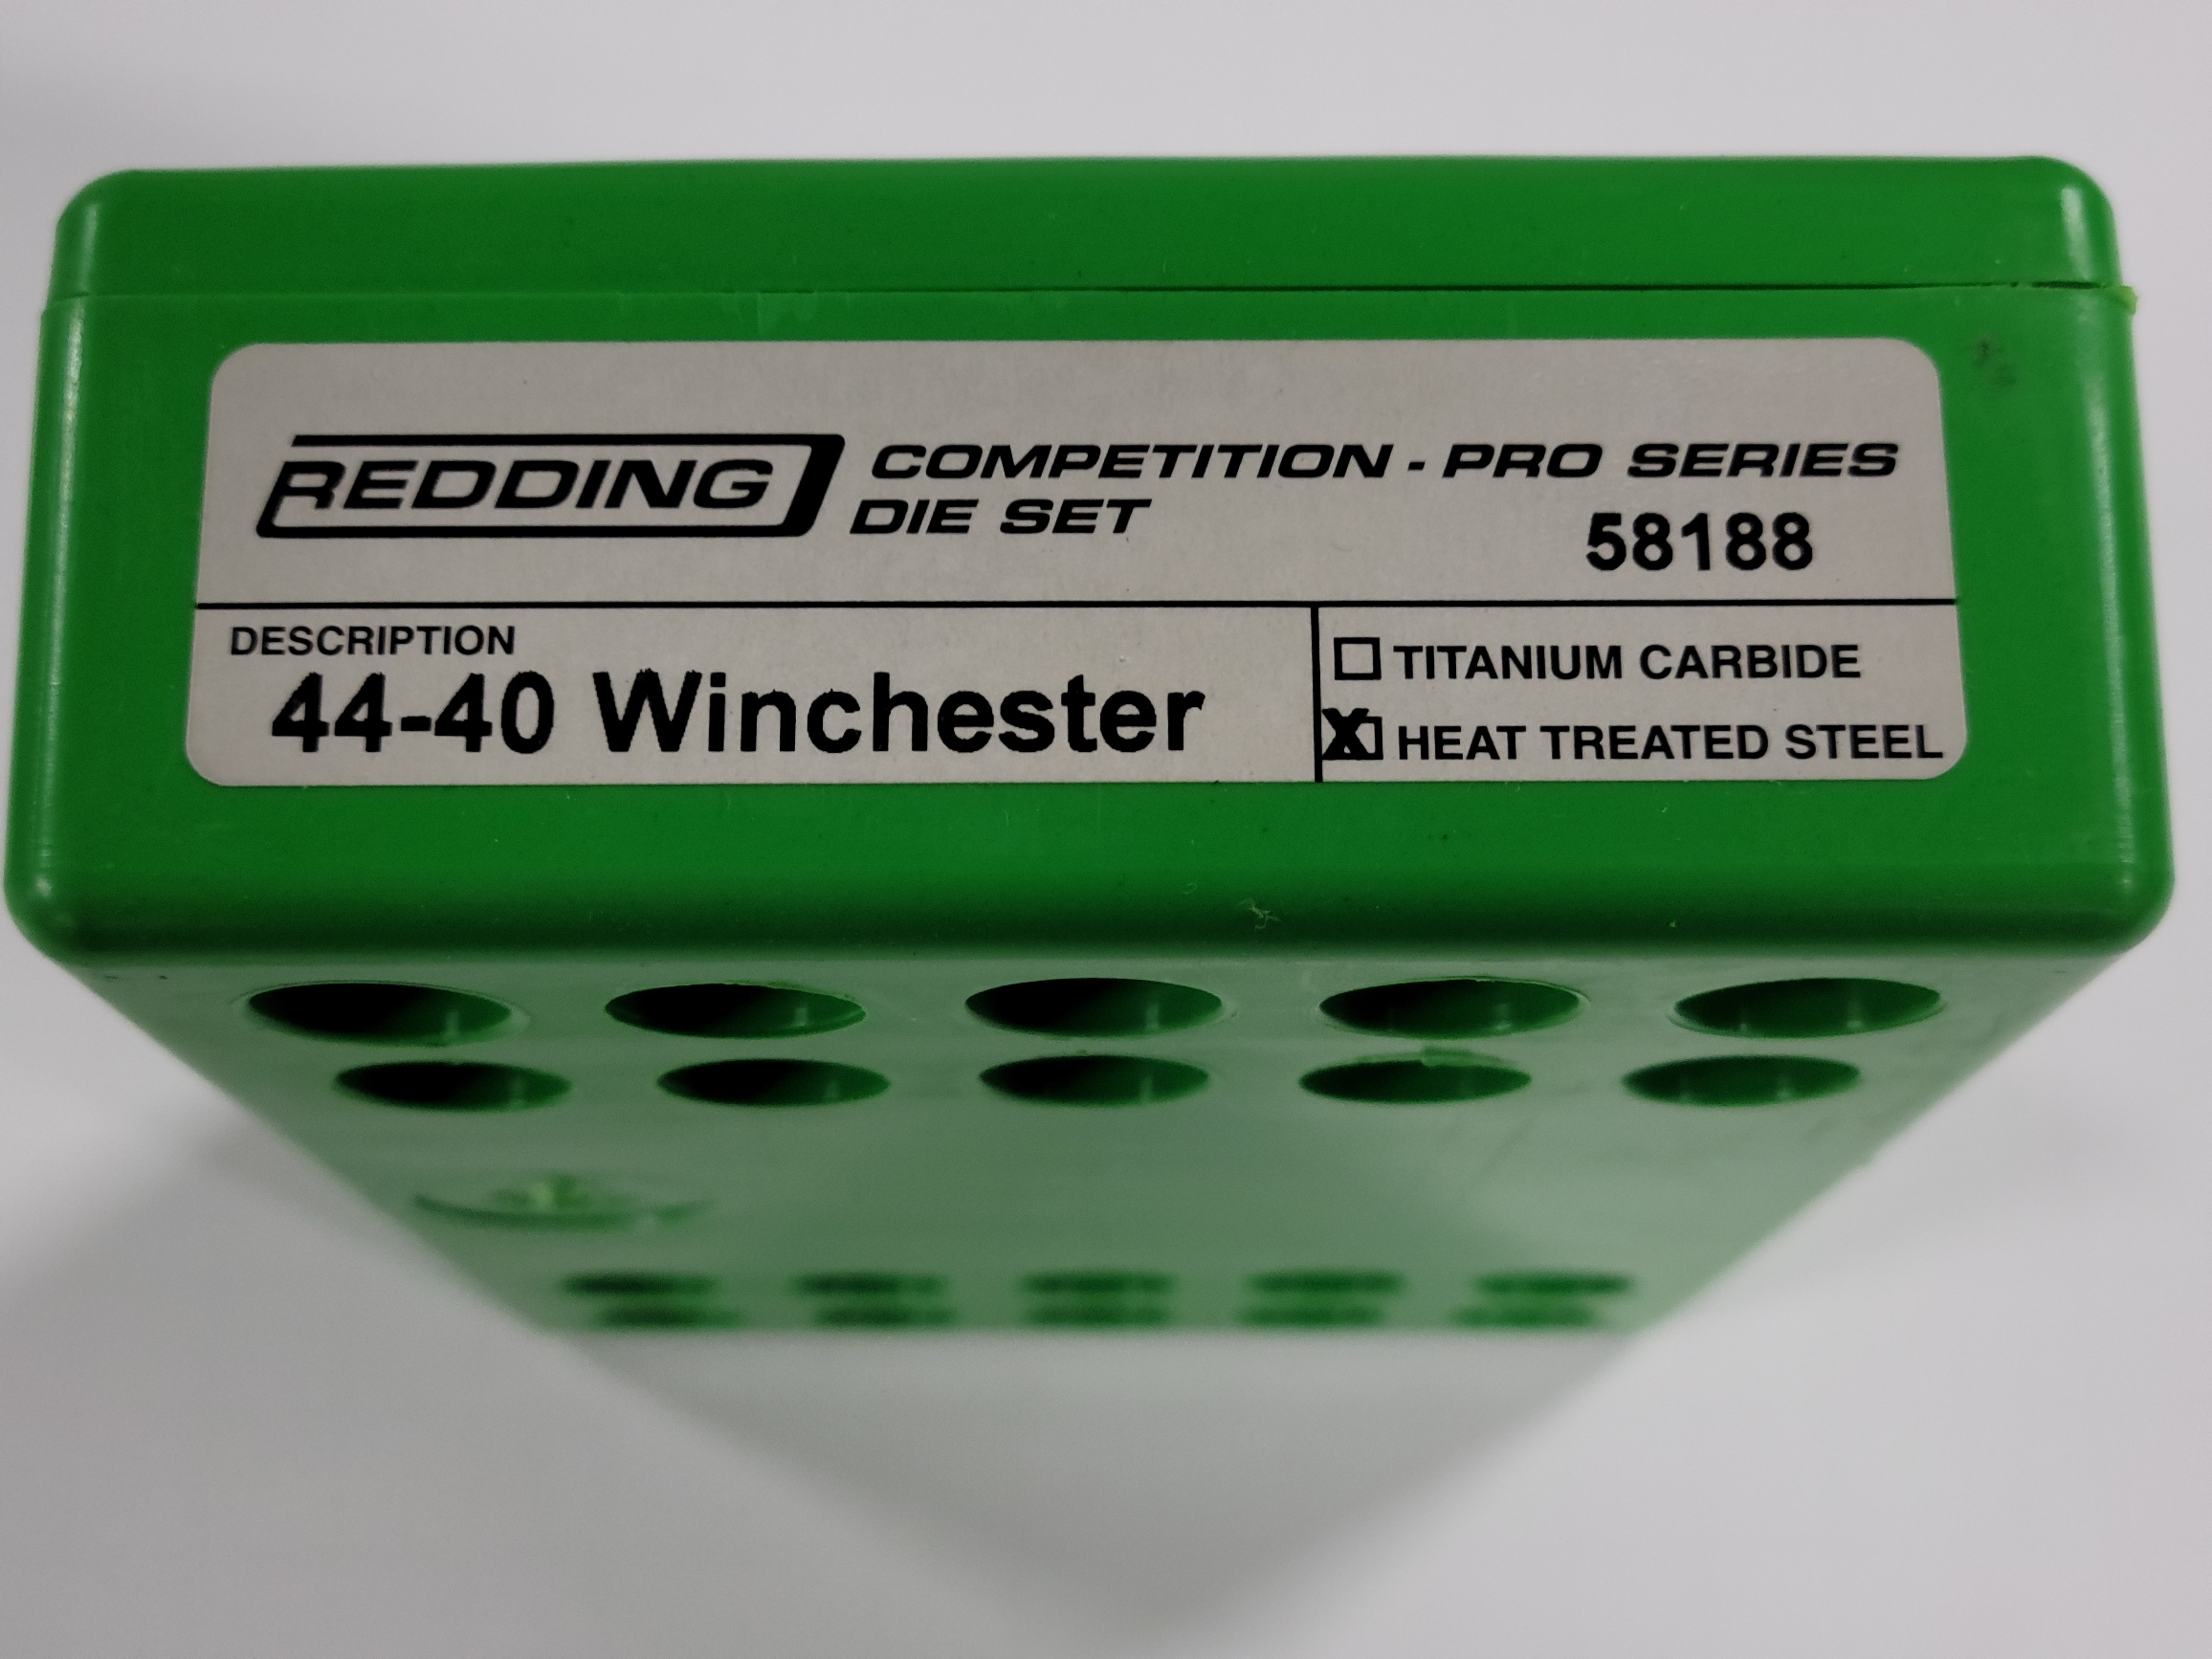 REDDING COMPETITION - PRO SERIES
DIE SET
58188
DESCRIPTION
44-40 Winchester
☐ TITANIUM CARBIDE
X☐ HEAT TREATED STEEL